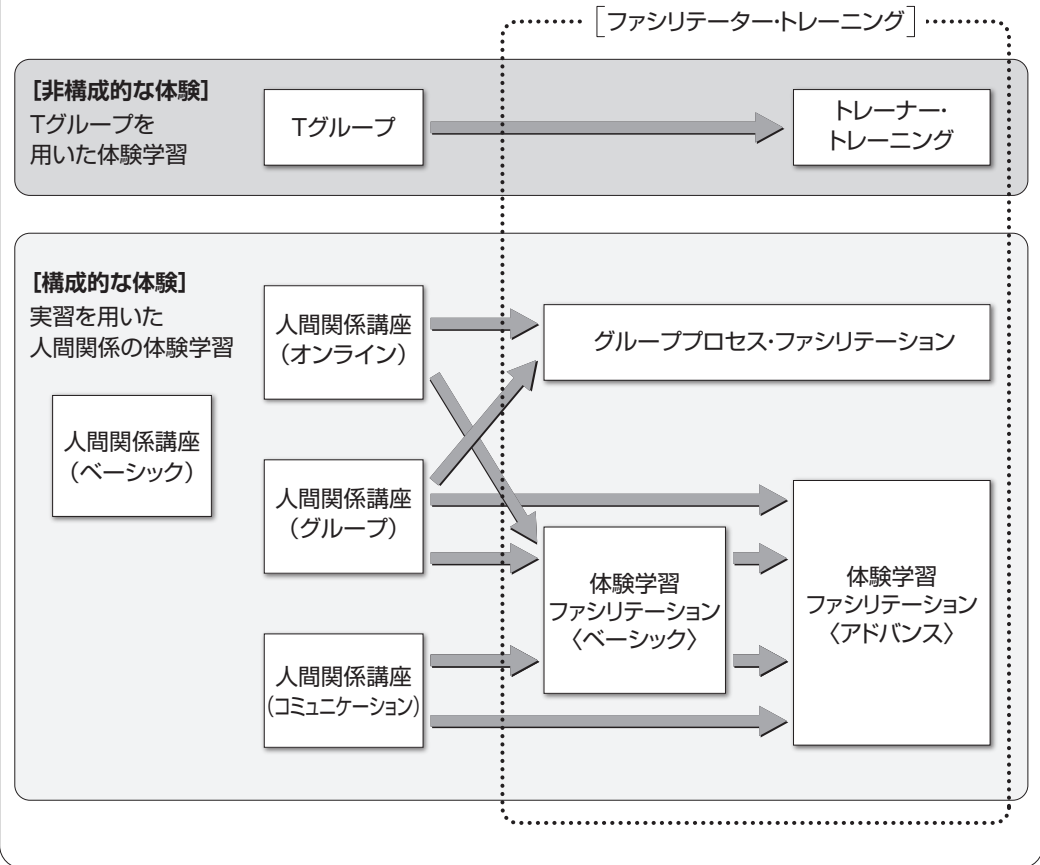 [ファシリテーター・トレーニング]
[非構成的な体験]
Tグループを
用いた体験学習
Tグループ
トレーナー・
トレーニング
[構成的な体験]
実習を用いた
人間関係の体験学習
人間関係講座
（ベーシック）
人間関係講座
（オンライン）
グループプロセス・ファシリテーション
人間関係講座
（グループ）
体験学習
ファシリテーション
〈ベーシック〉
体験学習
ファシリテーション
〈アドバンス〉
人間関係講座
（コミュニケーション）